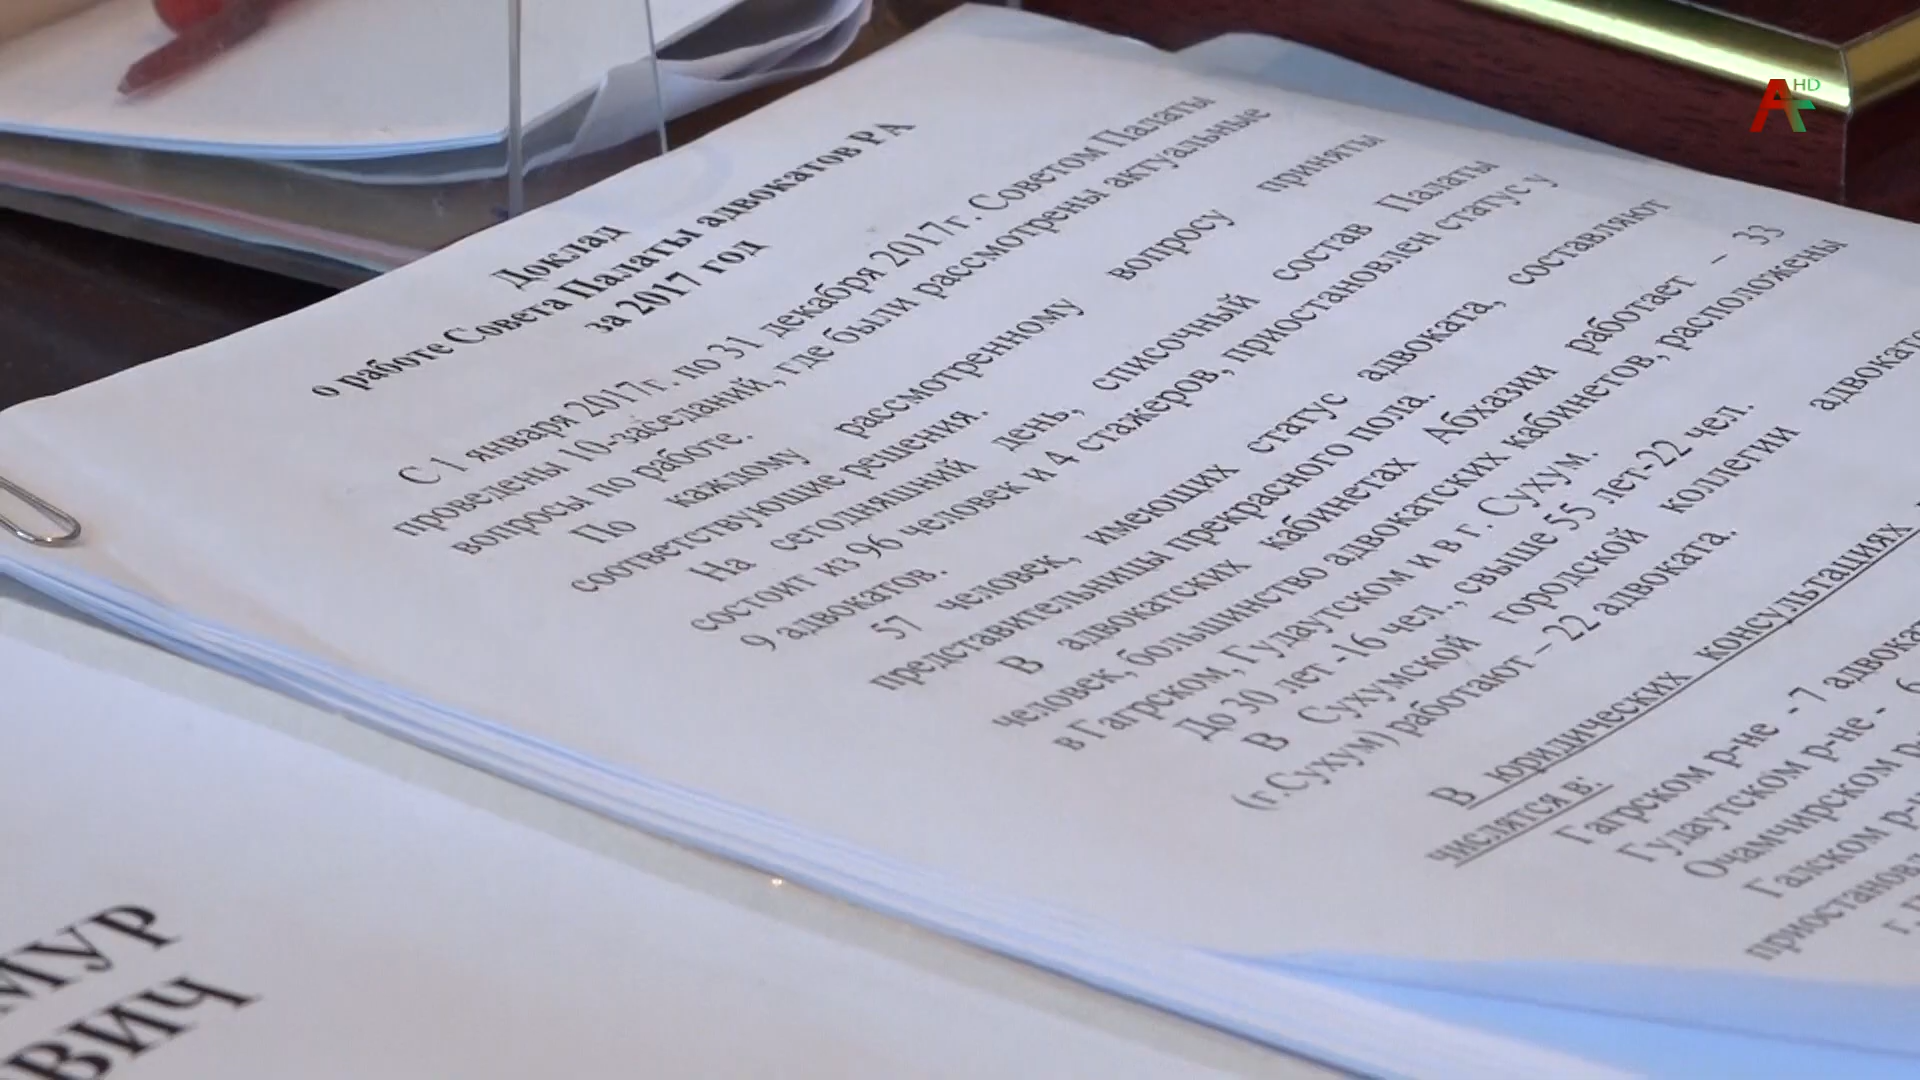 HD
Доклад
о работе Совета Палаты адвокатов РА
за 2017 год
С 1 января 2017г. по 31 декабря 2017г. Советом Палаты
проведены 10-заседаний, где были рассмотрены актуальные
вопросы по работе.
По каждому рассмотренному вопросу приняты
соответствующие решения.
На сегодняшний день, списочный состав Палаты
состоит из 96 человек и 4 стажеров, приостановлен статус у
9 адвокатов.
57 человек, имеющих статус адвоката, составляют
представительницы прекрасного пола.
В адвокатских кабинетах Абхазии работает – 33
человек, большинство адвокатских кабинетов, расположены
в Гагрском, Гудаутском и в г. Сухум.
До 30 лет -16 чел., свыше 55 лет-22 чел.
В Сухумской городской коллегии
(г.Сухум) работают – 22 адвоката.
В юридических консультациях
числятся в:
Гагрском р-не - 7
Гудаутском р-не - 6
Очамчирском
Галском
МУР
ВИЧ